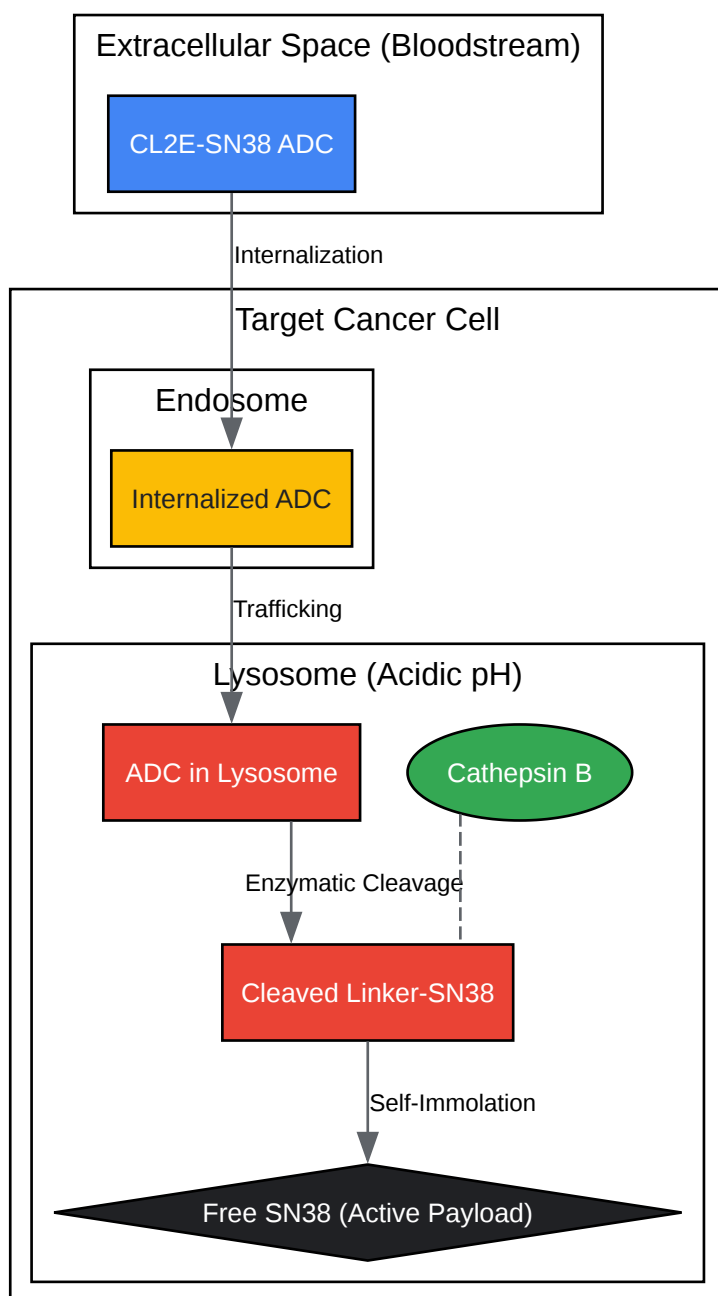 Extracellular Space (Bloodstream)
CL2E-SN38 ADC
Internalization
Target Cancer Cell
Endosome
Internalized ADC
Trafficking
Lysosome (Acidic pH)
ADC in Lysosome
Cathepsin B
Enzymatic Cleavage
Cleaved Linker-SN38
Self-Immolation
Free SN38 (Active Payload)